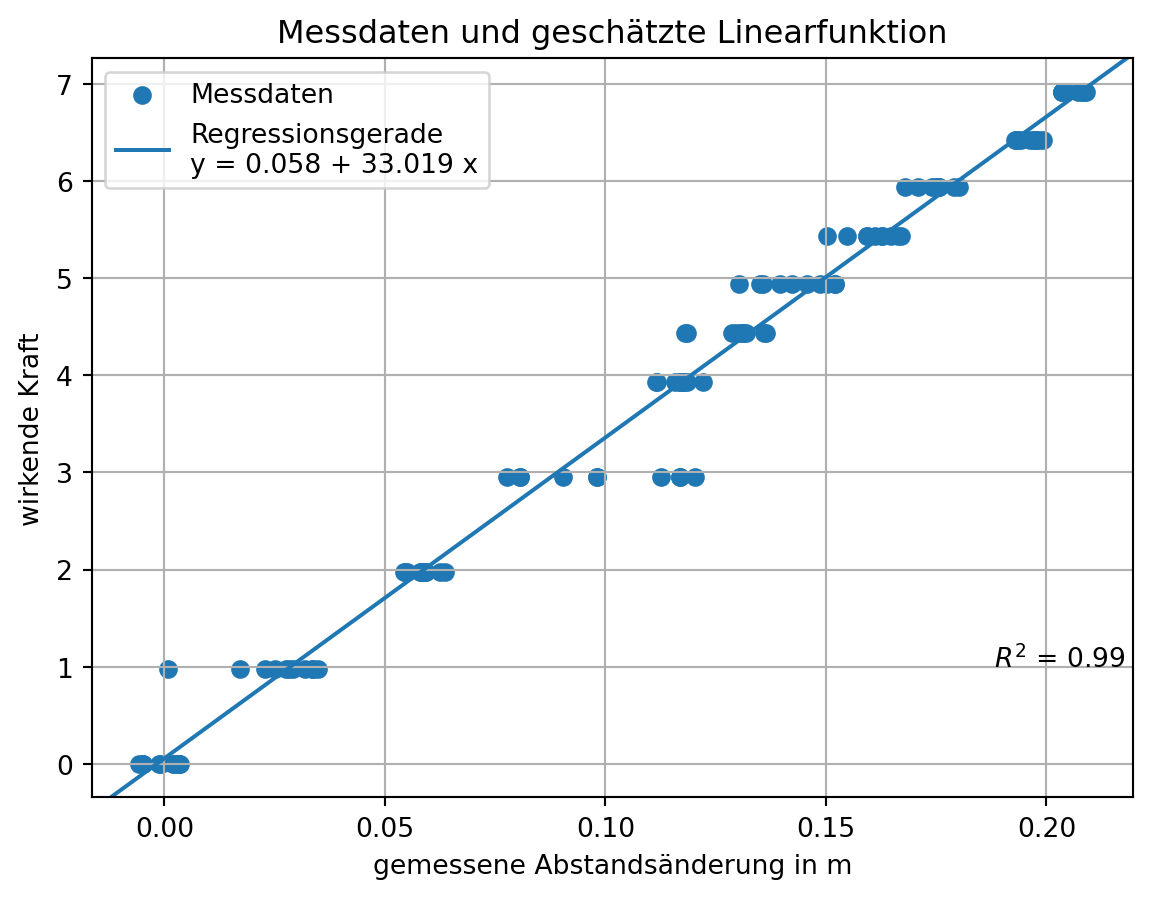 Messdaten und geschätzte Linearfunktion
Messdaten
Regressionsgerade
y = 0.058 + 33.019 x
7
6
5
4
3
2
1
0
wirkende Kraft
R² = 0.99
0.00 0.05 0.10 0.15 0.20
gemessene Abstandsänderung in m